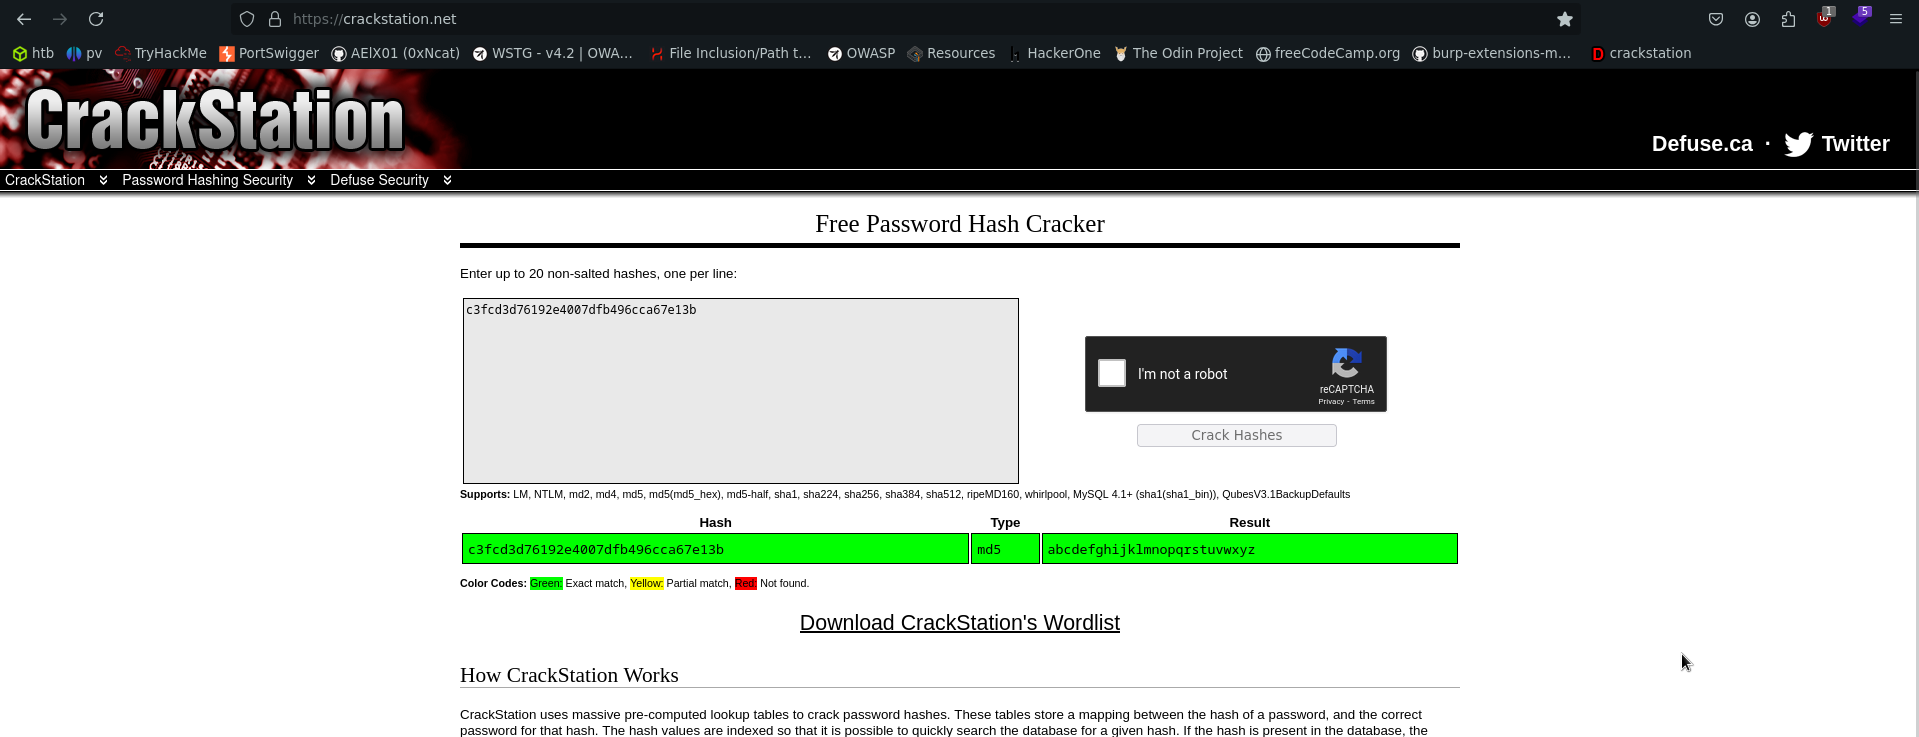 https://crackstation.net
1
5
htb pv TryHackMe PortSwigger AElX01 (0xNcat) WSTG - v4.2 | OWA... File Inclusion/Path t... OWASP Resources HackerOne The Odin Project freeCodeCamp.org burp-extensions-m... crackstation
CrackStation
Defuse.ca · Twitter
CrackStation Password Hashing Security Defuse Security
Free Password Hash Cracker
Enter up to 20 non-salted hashes, one per line:
c3fcd3d76192e4007dfb496cca67e13b
I'm not a robot
reCAPTCHA
Privacy - Terms
Crack Hashes
Supports: LM, NTLM, md2, md4, md5, md5(md5_hex), md5-half, sha1, sha224, sha256, sha384, sha512, ripeMD160, whirlpool, MySQL 4.1+ (sha1(sha1_bin)), QubesV3.1BackupDefaults
Hash Type Result
c3fcd3d76192e4007dfb496cca67e13b md5 abcdefghijklmnopqrstuvwxyz
Color Codes: Green: Exact match, Yellow: Partial match, Red: Not found.
Download CrackStation's Wordlist
How CrackStation Works
CrackStation uses massive pre-computed lookup tables to crack password hashes. These tables store a mapping between the hash of a password, and the correct
password for that hash. The hash values are indexed so that it is possible to quickly search the database for a given hash. If the hash is present in the database, the